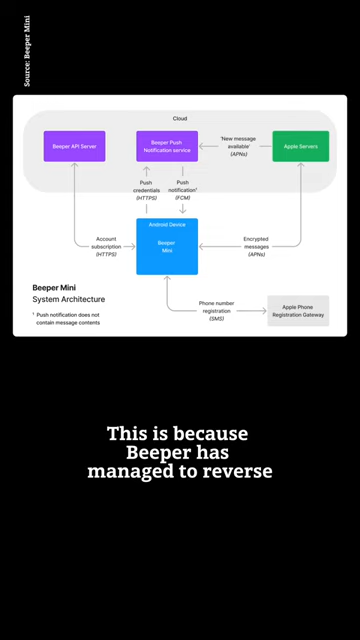 Source: Beeper Mini
Cloud
Beeper API Server
Beeper Push
Notification service
'New message
available'
(APNs)
Apple Servers
Push
credentials
(HTTPS)
Push
notification¹
(FCM)
Account
subscription
(HTTPS)
Android Device
Beeper
Mini
Encrypted
messages
(APNs)
Beeper Mini
System Architecture
¹ Push notification does not
contain message contents
Phone number
registration
(SMS)
Apple Phone
Registration Gateway
This is because
Beeper has
managed to reverse